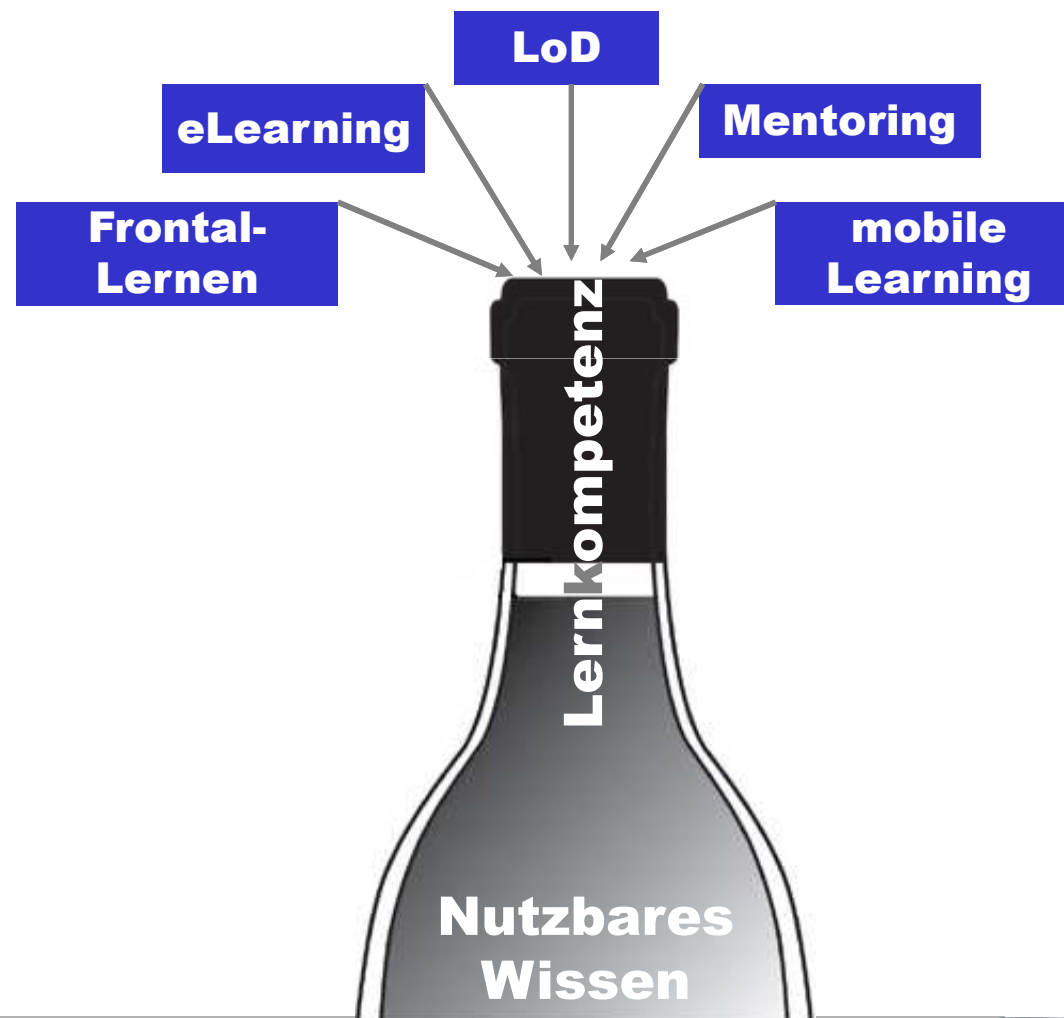 LoD
eLearning
Mentoring
Frontal-
Lernen
mobile
Learning
Lernkompetenz
Nutzbares
Wissen